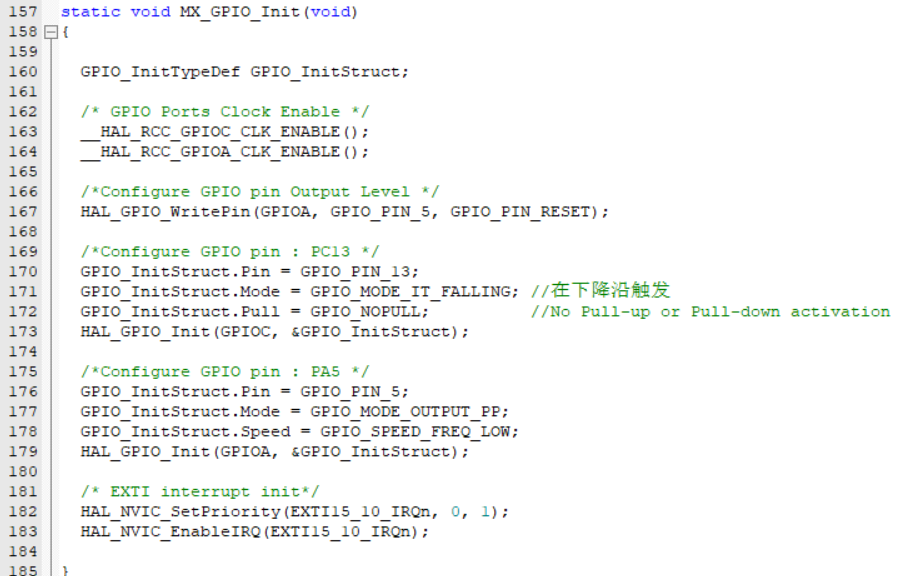 157 static void MX_GPIO_Init(void)
158 {
159
160 GPIO_InitTypeDef GPIO_InitStruct;
161
162 /* GPIO Ports Clock Enable */
163 __HAL_RCC_GPIOC_CLK_ENABLE();
164 __HAL_RCC_GPIOA_CLK_ENABLE();
165
166 /*Configure GPIO pin Output Level */
167 HAL_GPIO_WritePin(GPIOA, GPIO_PIN_5, GPIO_PIN_RESET);
168
169 /*Configure GPIO pin : PC13 */
170 GPIO_InitStruct.Pin = GPIO_PIN_13;
171 GPIO_InitStruct.Mode = GPIO_MODE_IT_FALLING; //在下降沿触发
172 GPIO_InitStruct.Pull = GPIO_NOPULL; //No Pull-up or Pull-down activation
173 HAL_GPIO_Init(GPIOC, &GPIO_InitStruct);
174
175 /*Configure GPIO pin : PA5 */
176 GPIO_InitStruct.Pin = GPIO_PIN_5;
177 GPIO_InitStruct.Mode = GPIO_MODE_OUTPUT_PP;
178 GPIO_InitStruct.Speed = GPIO_SPEED_FREQ_LOW;
179 HAL_GPIO_Init(GPIOA, &GPIO_InitStruct);
180
181 /* EXTI interrupt init*/
182 HAL_NVIC_SetPriority(EXTI15_10_IRQn, 0, 1);
183 HAL_NVIC_EnableIRQ(EXTI15_10_IRQn);
184
185 }